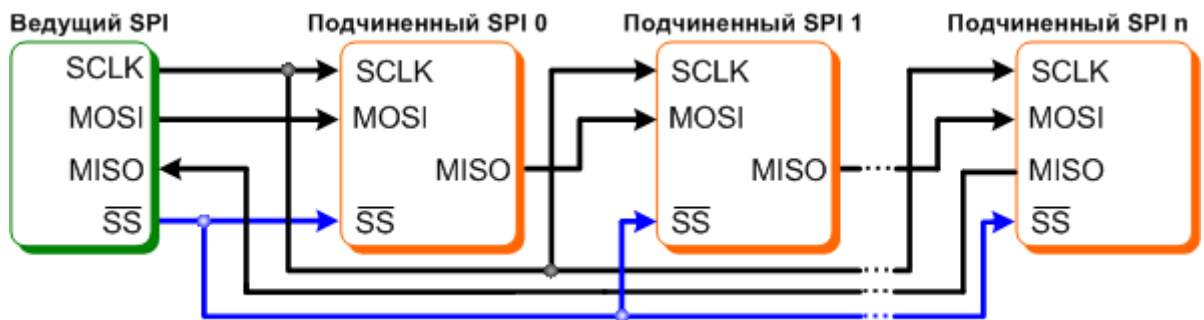 Ведущий SPI
SCLK
MOSI
MISO
SS
Подчиненный SPI 0
SCLK
MOSI
MISO
SS
Подчиненный SPI 1
SCLK
MOSI
MISO
SS
Подчиненный SPI n
SCLK
MOSI
MISO
SS